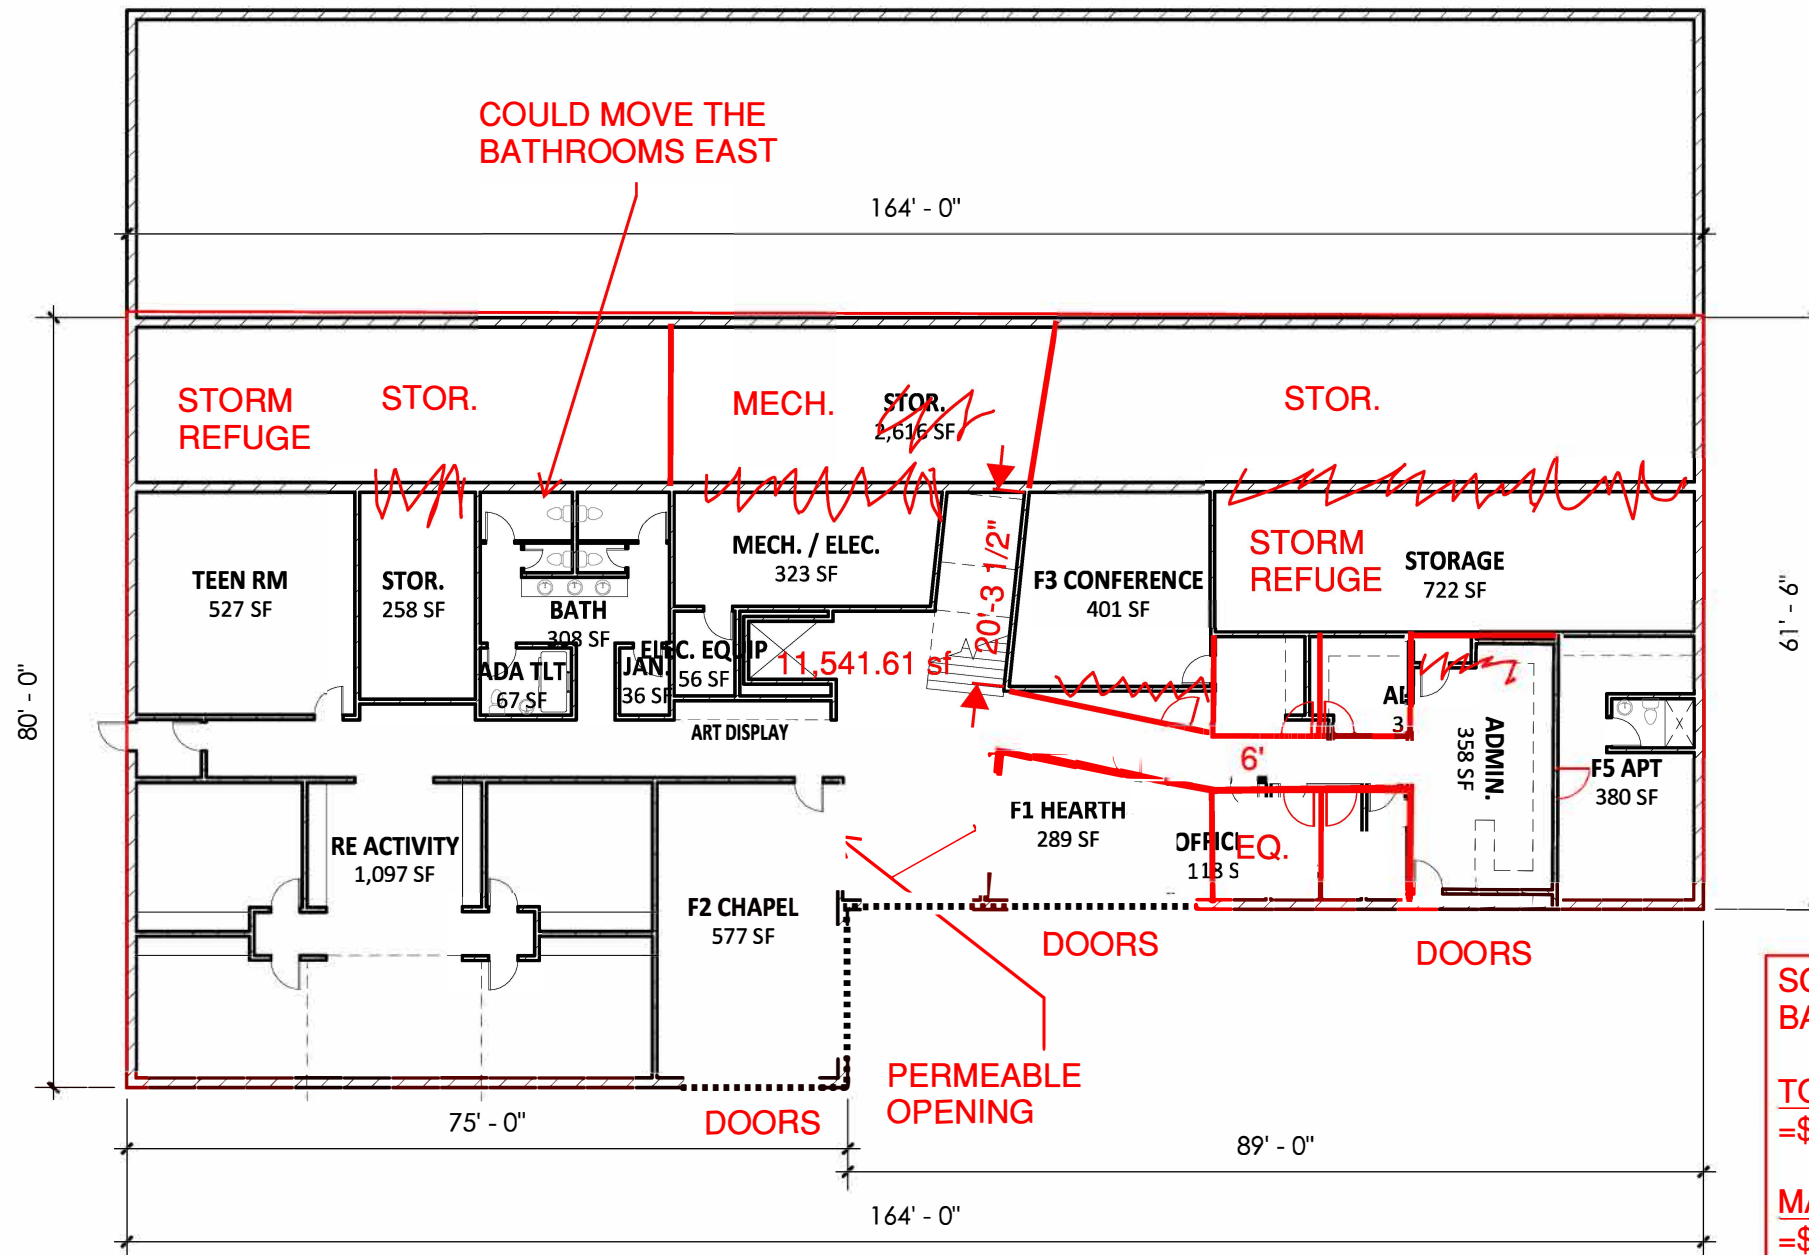 COULD MOVE THE
BATHROOMS EAST
164' - 0"
STORM
REFUGE
STOR.
MECH.
STOR.
2,616 SF
STOR.
TEEN RM
527 SF
STOR.
258 SF
BATH
308 SF
MECH. / ELEC.
323 SF
20'-3 1/2"
F3 CONFERENCE
401 SF
STORM
REFUGE
STORAGE
722 SF
61' - 6"
80' - 0"
ADA TLT
67 SF
JAN.
36 SF
ELEC. EQUIP
56 SF
11,541.61 sf
ART DISPLAY
6'
ADMIN.
358 SF
F5 APT
380 SF
RE ACTIVITY
1,097 SF
F1 HEARTH
289 SF
EQ.
F2 CHAPEL
577 SF
DOORS
DOORS
PERMEABLE
OPENING
DOORS
75' - 0"
89' - 0"
164' - 0"
=$
=$